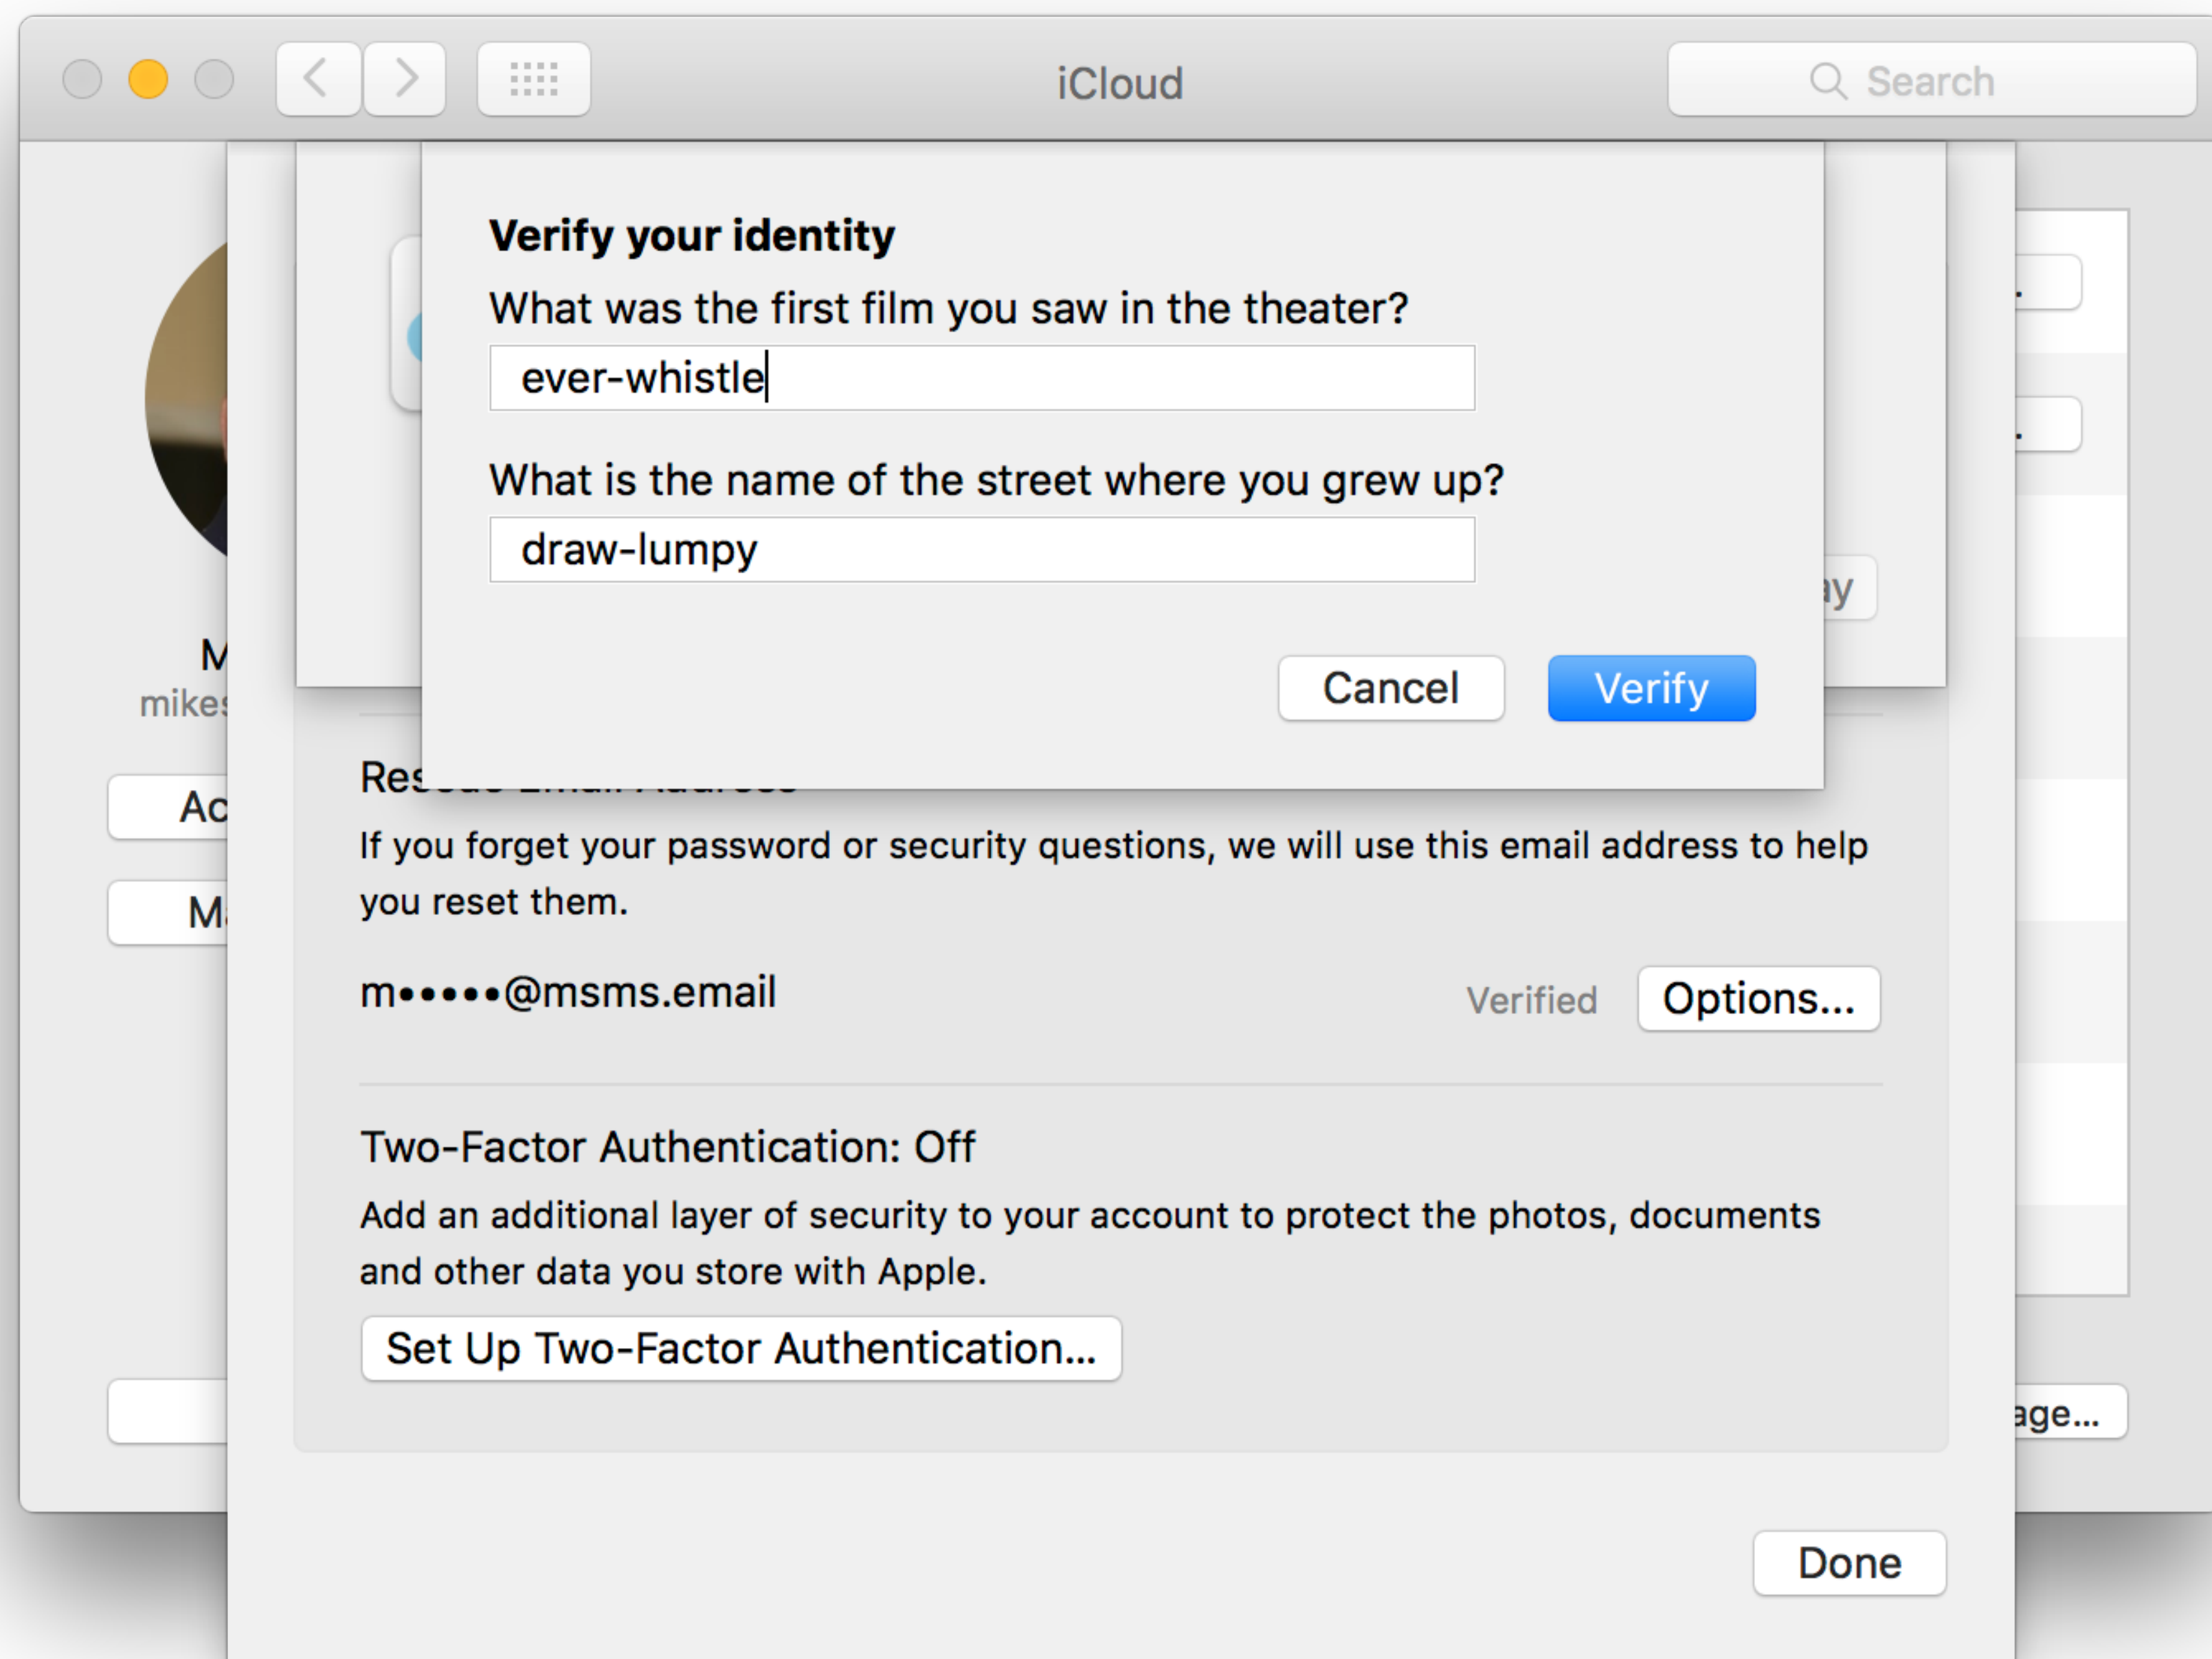 iCloud
Search
Verify your identity
What was the first film you saw in the theater?
ever-whistle
What is the name of the street where you grew up?
draw-lumpy
Cancel
Verify
If you forget your password or security questions, we will use this email address to help
you reset them.
m•••••@msms.email
Verified
Options...
Two-Factor Authentication: Off
Add an additional layer of security to your account to protect the photos, documents
and other data you store with Apple.
Set Up Two-Factor Authentication...
Done